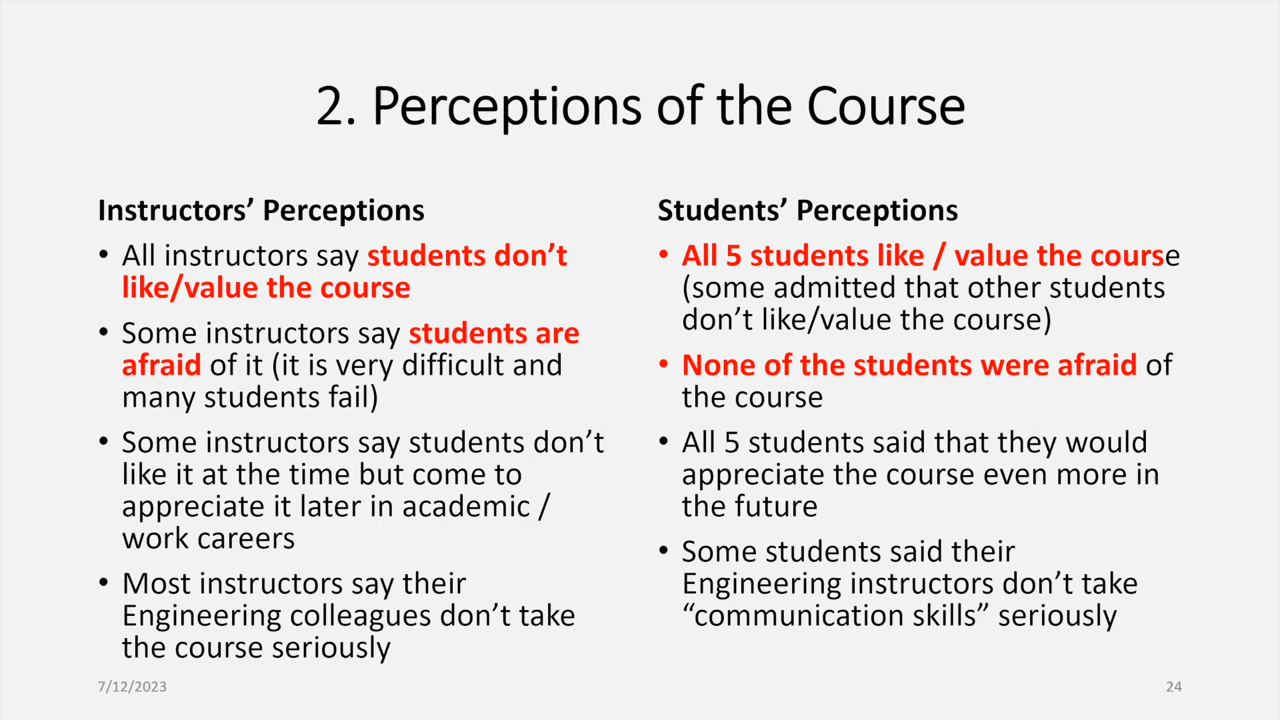 2. Perceptions of the Course
Instructors’ Perceptions
• All instructors say students don’t
like/value the course
• Some instructors say students are
afraid of it (it is very difficult and
many students fail)
• Some instructors say students don’t
like it at the time but come to
appreciate it later in academic /
work careers
• Most instructors say their
Engineering colleagues don’t take
the course seriously
Students’ Perceptions
• All 5 students like / value the course
(some admitted that other students
don’t like/value the course)
• None of the students were afraid of
the course
• All 5 students said that they would
appreciate the course even more in
the future
• Some students said their
Engineering instructors don’t take
“communication skills” seriously
7/12/2023
24